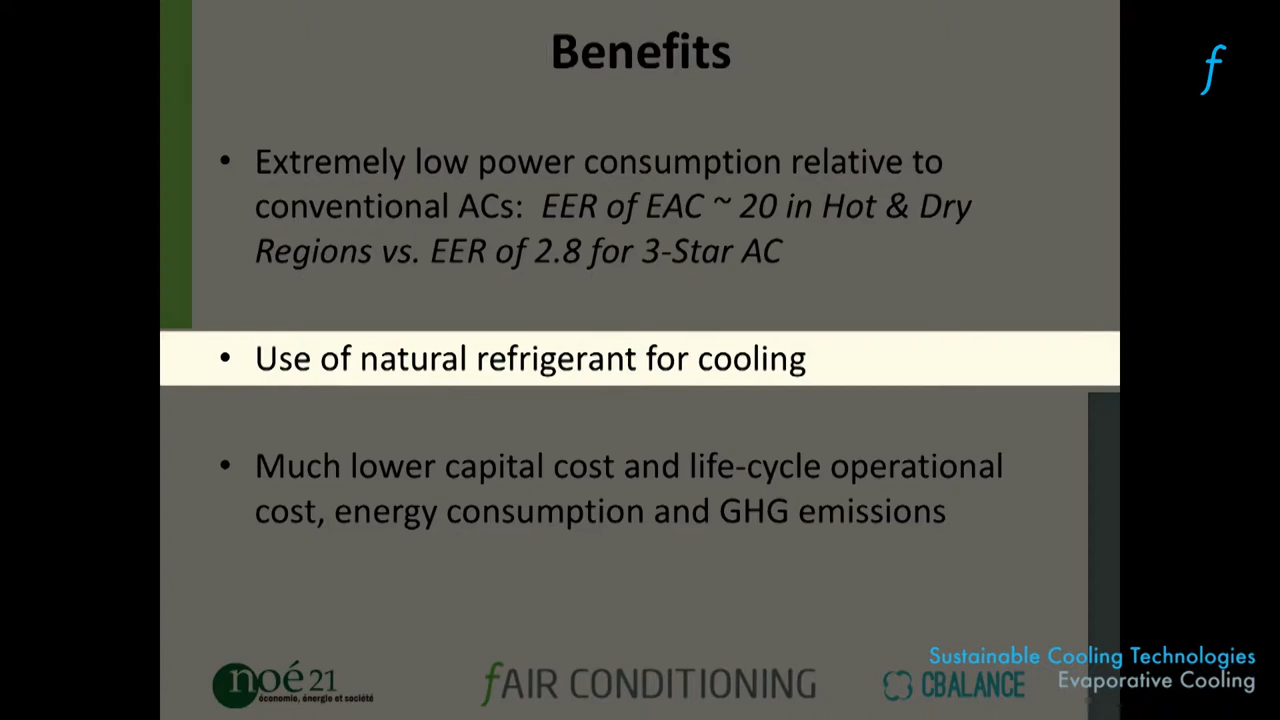 f
Benefits
• Extremely low power consumption relative to
conventional ACs: EER of EAC ~ 20 in Hot & Dry
Regions vs. EER of 2.8 for 3-Star AC
• Use of natural refrigerant for cooling
• Much lower capital cost and life-cycle operational
cost, energy consumption and GHG emissions
noé21
économie, énergie et société
fAIR CONDITIONING
CBALANCE
Sustainable Cooling Technologies
Evaporative Cooling